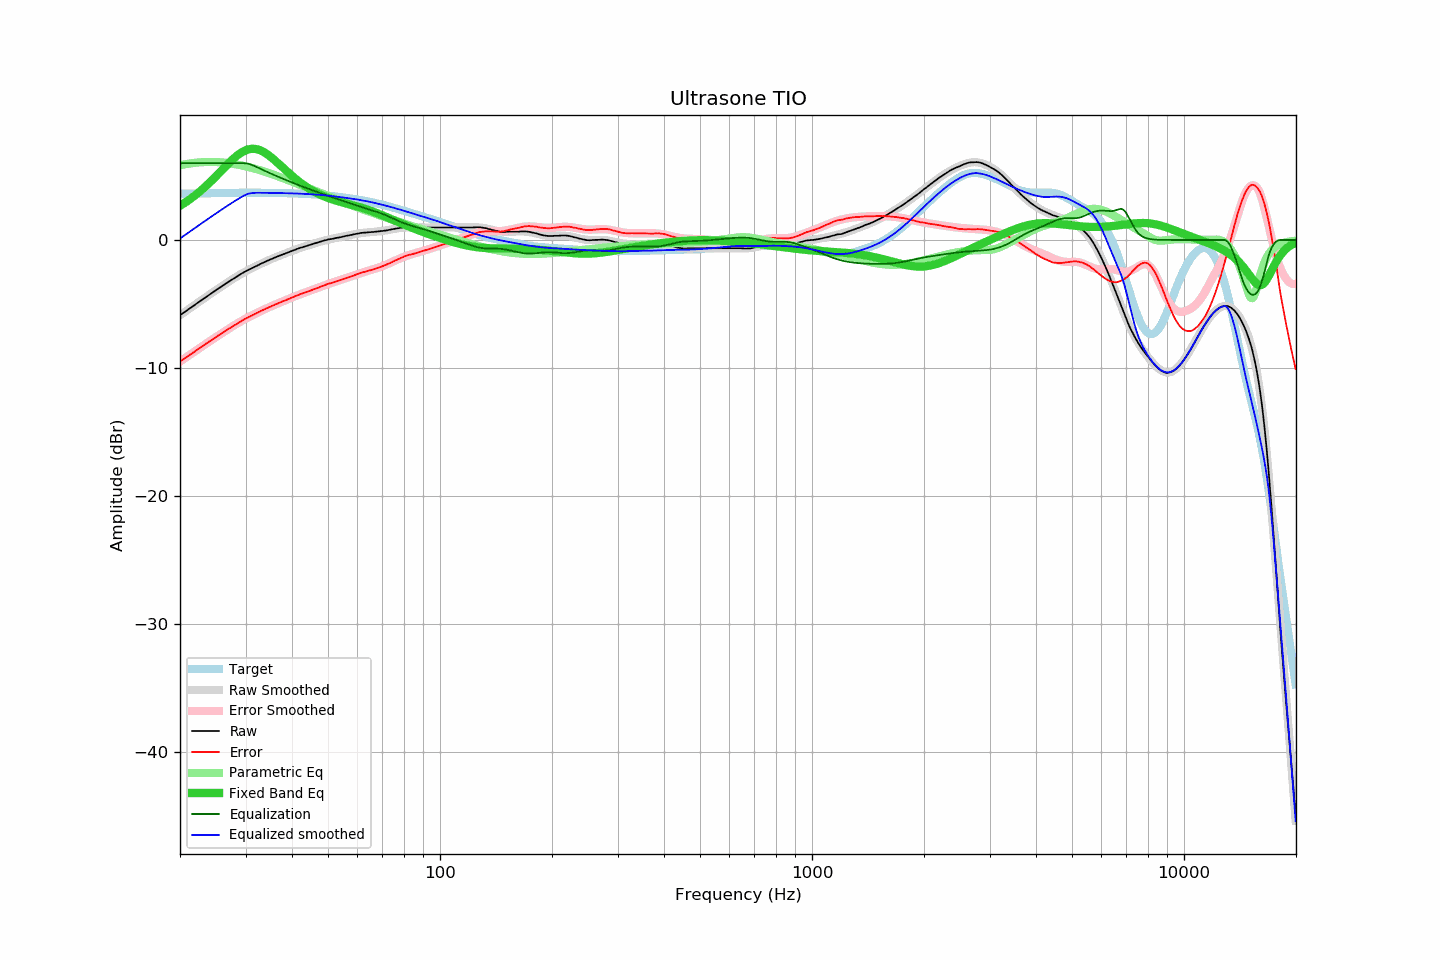 Ultrasone TIO
Amplitude (dBr)
0
−10
−20
−30
−40
Target
Raw Smoothed
Error Smoothed
Raw
Error
Parametric Eq
Fixed Band Eq
Equalization
Equalized smoothed
100
1000
10000
Frequency (Hz)